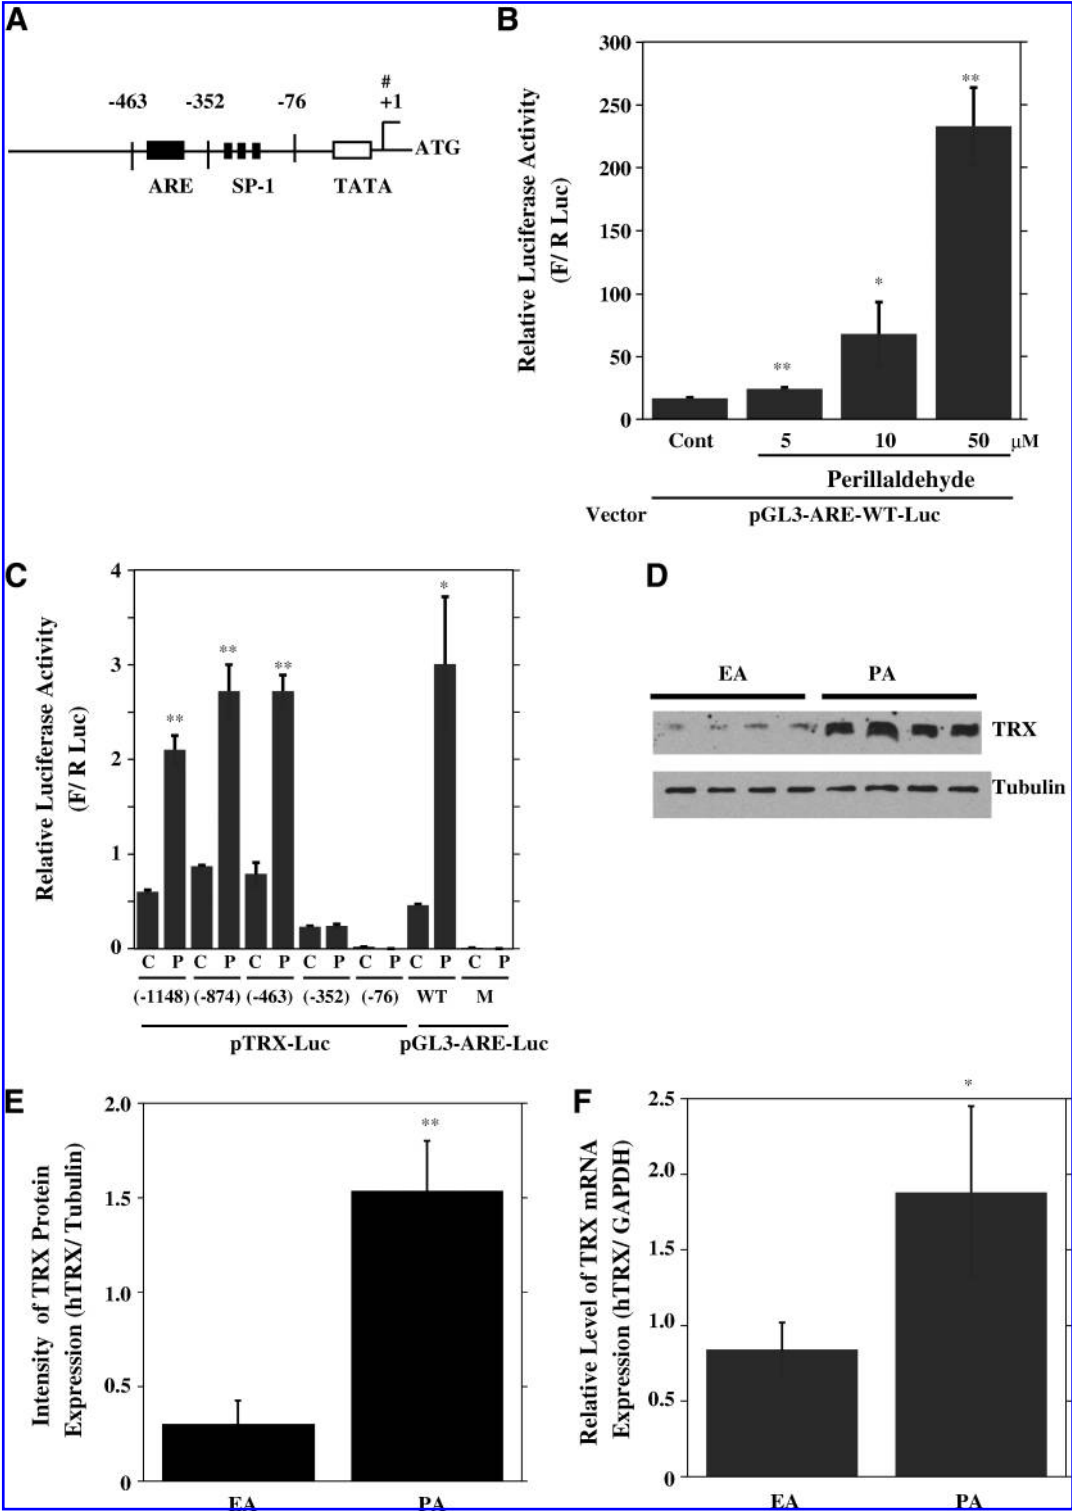 A
#
-463 -352 -76 +1
ATG
ARE SP-1 TATA
B
Relative Luciferase Activity
(F/ R Luc)
300
250
200
150
100
50
0
**
*
**
Cont 5 10 50 μM
Perillaldehyde
Vector pGL3-ARE-WT-Luc
C
Relative Luciferase Activity
(F/ R Luc)
4
3
2
1
0
**
**
**
*
C P C P C P C P C P C P C P
(-1148) (-874) (-463) (-352) (-76) WT M
pTRX-Luc pGL3-ARE-Luc
D
EA PA
TRX
Tubulin
E
Intensity of TRX Protein
Expression (hTRX/ Tubulin)
2.0
1.5
1.0
0.5
0
**
EA PA
F
Relative Level of TRX mRNA
Expression (hTRX/ GAPDH)
2.5
2.0
1.5
1.0
0.5
0
*
EA PA